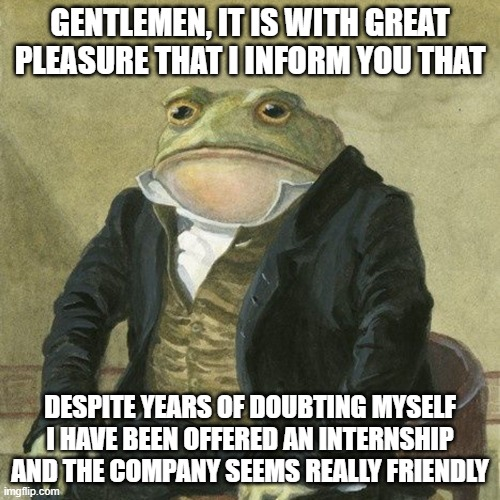 GENTLEMEN, IT IS WITH GREAT
PLEASURE THAT I INFORM YOU THAT
DESPITE YEARS OF DOUBTING MYSELF
I HAVE BEEN OFFERED AN INTERNSHIP
AND THE COMPANY SEEMS REALLY FRIENDLY
imgflip.com